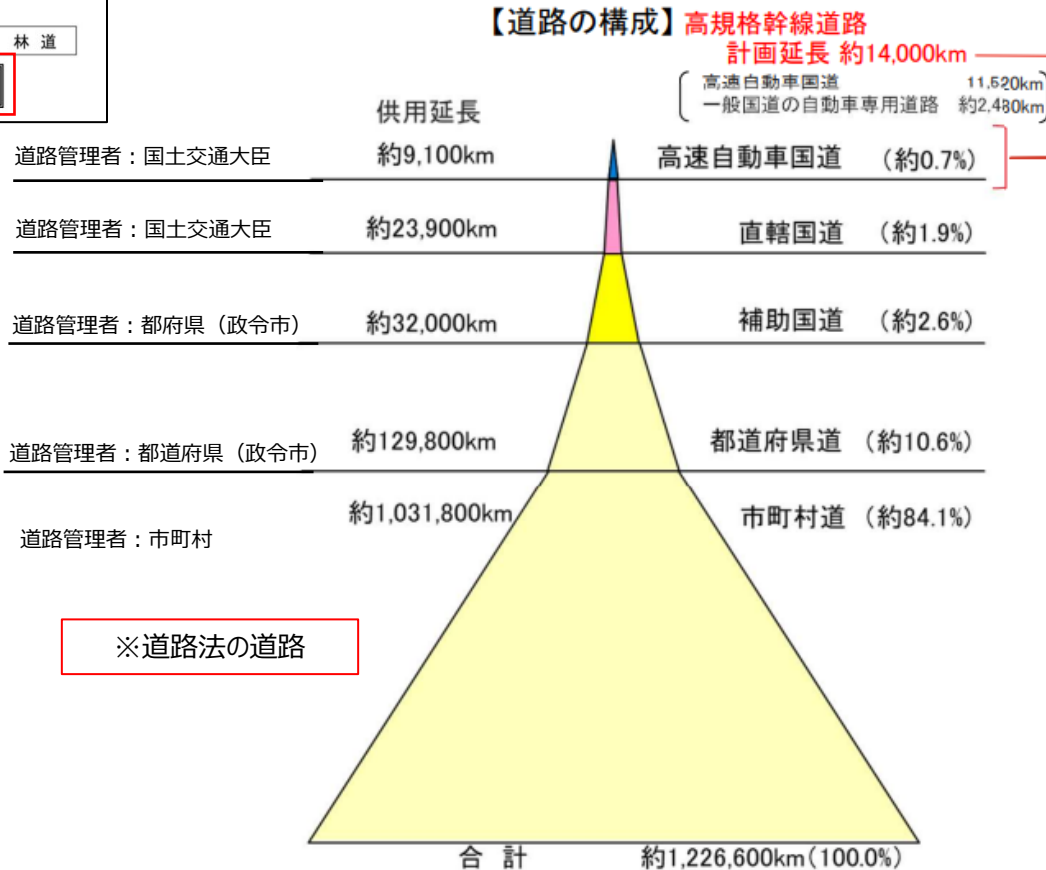 林 道
【道路の構成】高規格幹線道路
計画延長 約14,000km
高速自動車国道 11,520km
一般国道の自動車専用道路 約2,480km
供用延長
道路管理者：国土交通大臣 約9,100km 高速自動車国道 (約0.7%)
道路管理者：国土交通大臣 約23,900km 直轄国道 (約1.9%)
道路管理者：都府県（政令市） 約32,000km 補助国道 (約2.6%)
道路管理者：都道府県（政令市） 約129,800km 都道府県道 (約10.6%)
約1,031,800km 市町村道 (約84.1%)
道路管理者：市町村
※道路法の道路
合 計 約1,226,600km(100.0%)